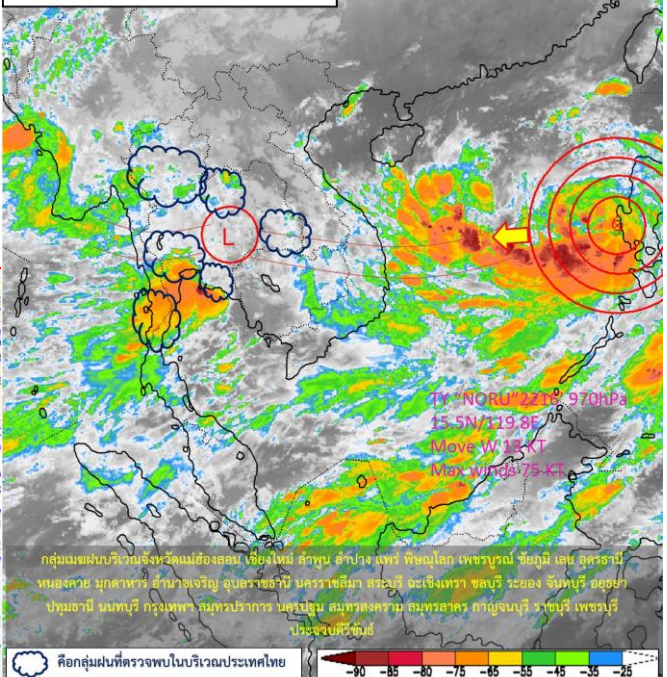 L
TY "NORU"2216, 970hPa
15.5N/119.8E
Move W 13 KT
Max winds 75 KT
กลุ่มเมฆฝนบริเวณจังหวัดแม่ฮ่องสอน เชียงใหม่ ลำพูน ลำปาง แพร่ พิษณุโลก เพชรบูรณ์ ชัยภูมิ เลย อุดรธานี
หนองคาย มุกดาหาร อำนาจเจริญ อุบลราชธานี นครราชสีมา สระบุรี ฉะเชิงเทรา ชลบุรี ระยอง จันทบุรี อยุธยา
ปทุมธานี นนทบุรี กรุงเทพฯ สมุทรปราการ นครปฐม สมุทรสงคราม สมุทรสาคร กาญจนบุรี ราชบุรี เพชรบุรี
ประจวบคีรีขันธ์
คือกลุ่มฝนที่ตรวจพบในบริเวณประเทศไทย
-90 -85 -80 -75 -65 -55 -45 -35 -25